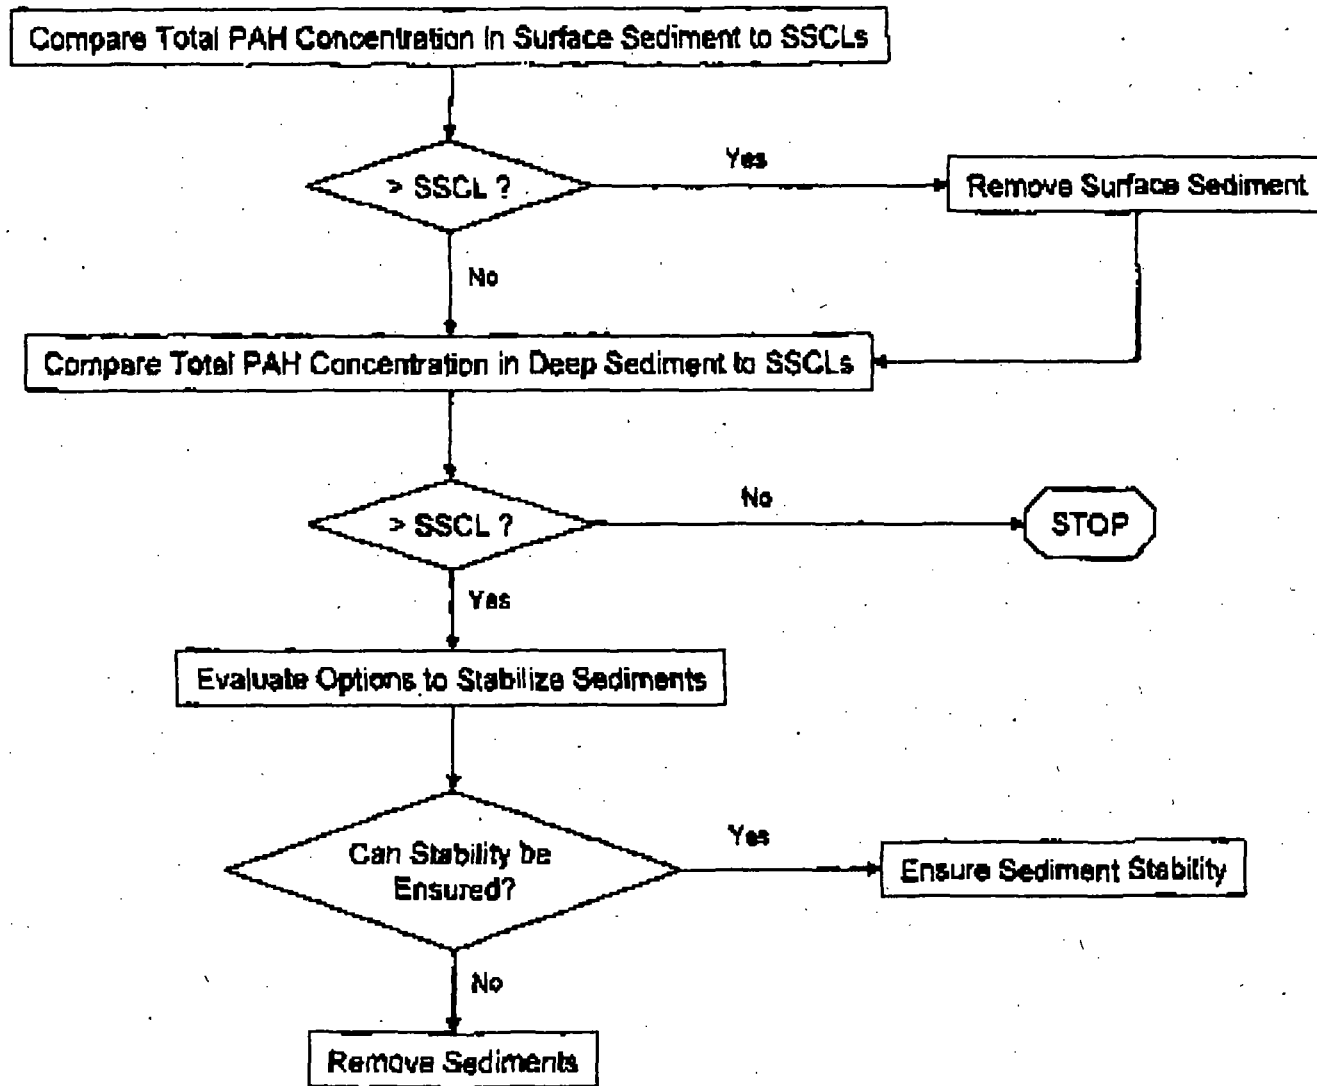 Compare Total PAH Concentration in Surface Sediment to SSCLs
> SSCL ?
Yes
Remove Surface Sediment
No
Compare Total PAH Concentration in Deep Sediment to SSCLs
> SSCL ?
No
STOP
Yes
Evaluate Options to Stabilize Sediments
Can Stability be
Ensured?
Yes
Ensure Sediment Stability
No
Remove Sediments